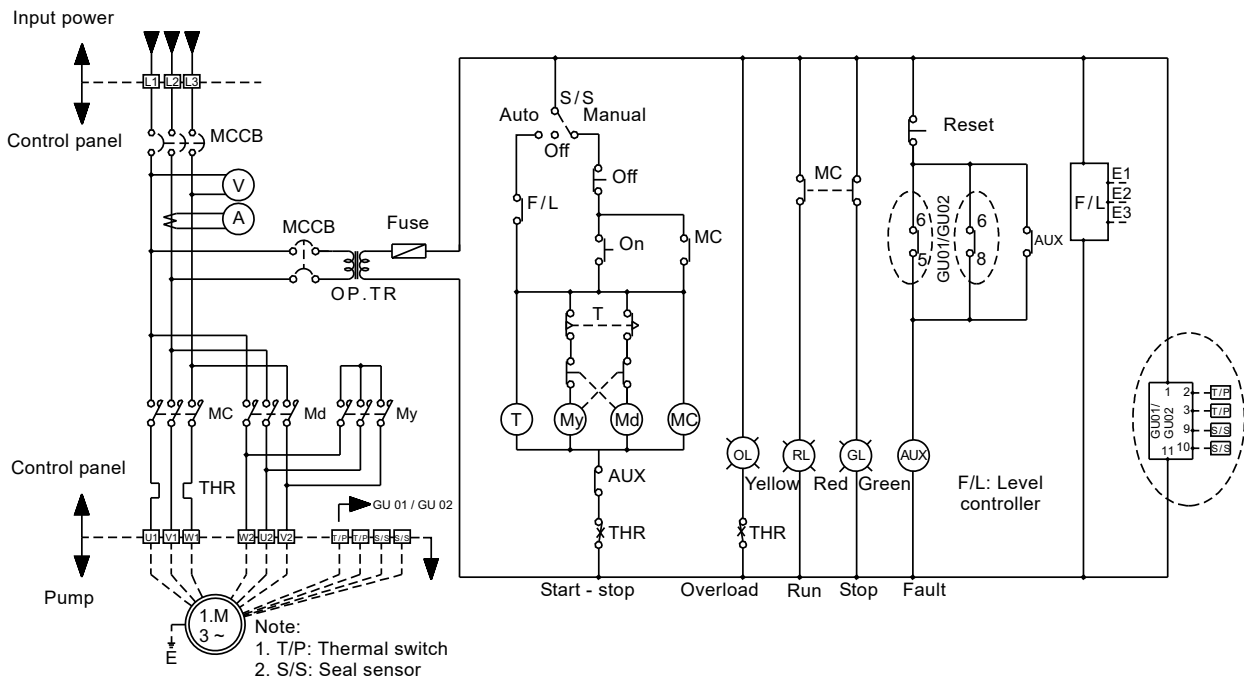 Input power
L1 L2 L3
Control panel
MCCB
V
A
MCCB
Fuse
OP.TR
S/S
Auto
Manual
Off
Off
F/L
On
MC
T
T
My
Md
MC
AUX
THR
Start - stop
MC
OL
Yellow
THR
Overload
RL
Red
Run
GL
Green
Stop
Reset
6
5
GU01/GU02
6
8
AUX
AUX
Fault
F/L
E1
E2
E3
F/L: Level
controller
GU01/
GU02
1
2
3
9
10
11
T/P
T/P
S/S
S/S
MC
Md
My
Control panel
THR
GU 01 / GU 02
U1 V1 W1 W2 U2 V2 T/P T/P S/S S/S
Pump
1.M
3 ~
E
Note:
1. T/P: Thermal switch
2. S/S: Seal sensor